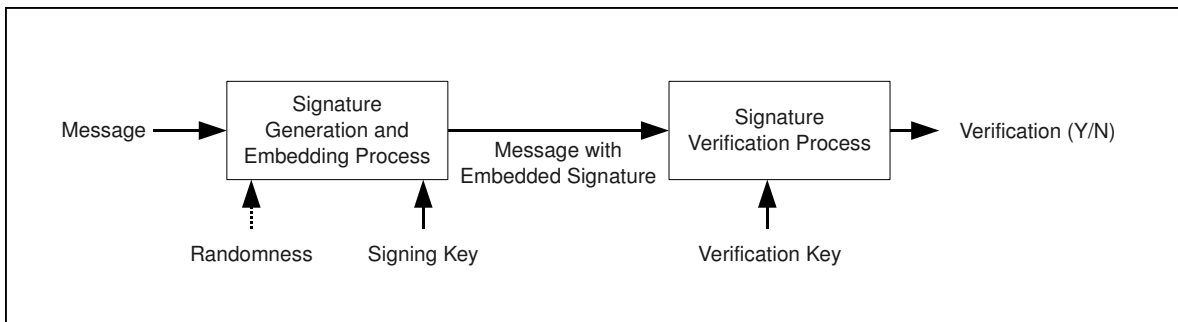 Message
Signature
Generation and
Embedding Process
Message with
Embedded Signature
Signature
Verification Process
Verification (Y/N)
Randomness
Signing Key
Verification Key